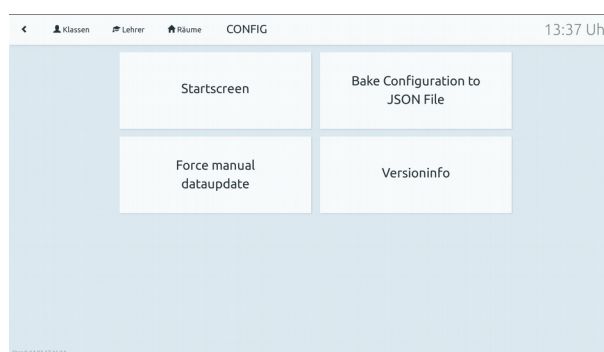 Klassen Lehrer Räume CONFIG 13:37 Uh
Startscreen
Bake Configuration to
JSON File
Force manual
dataupdate
Versioninfo